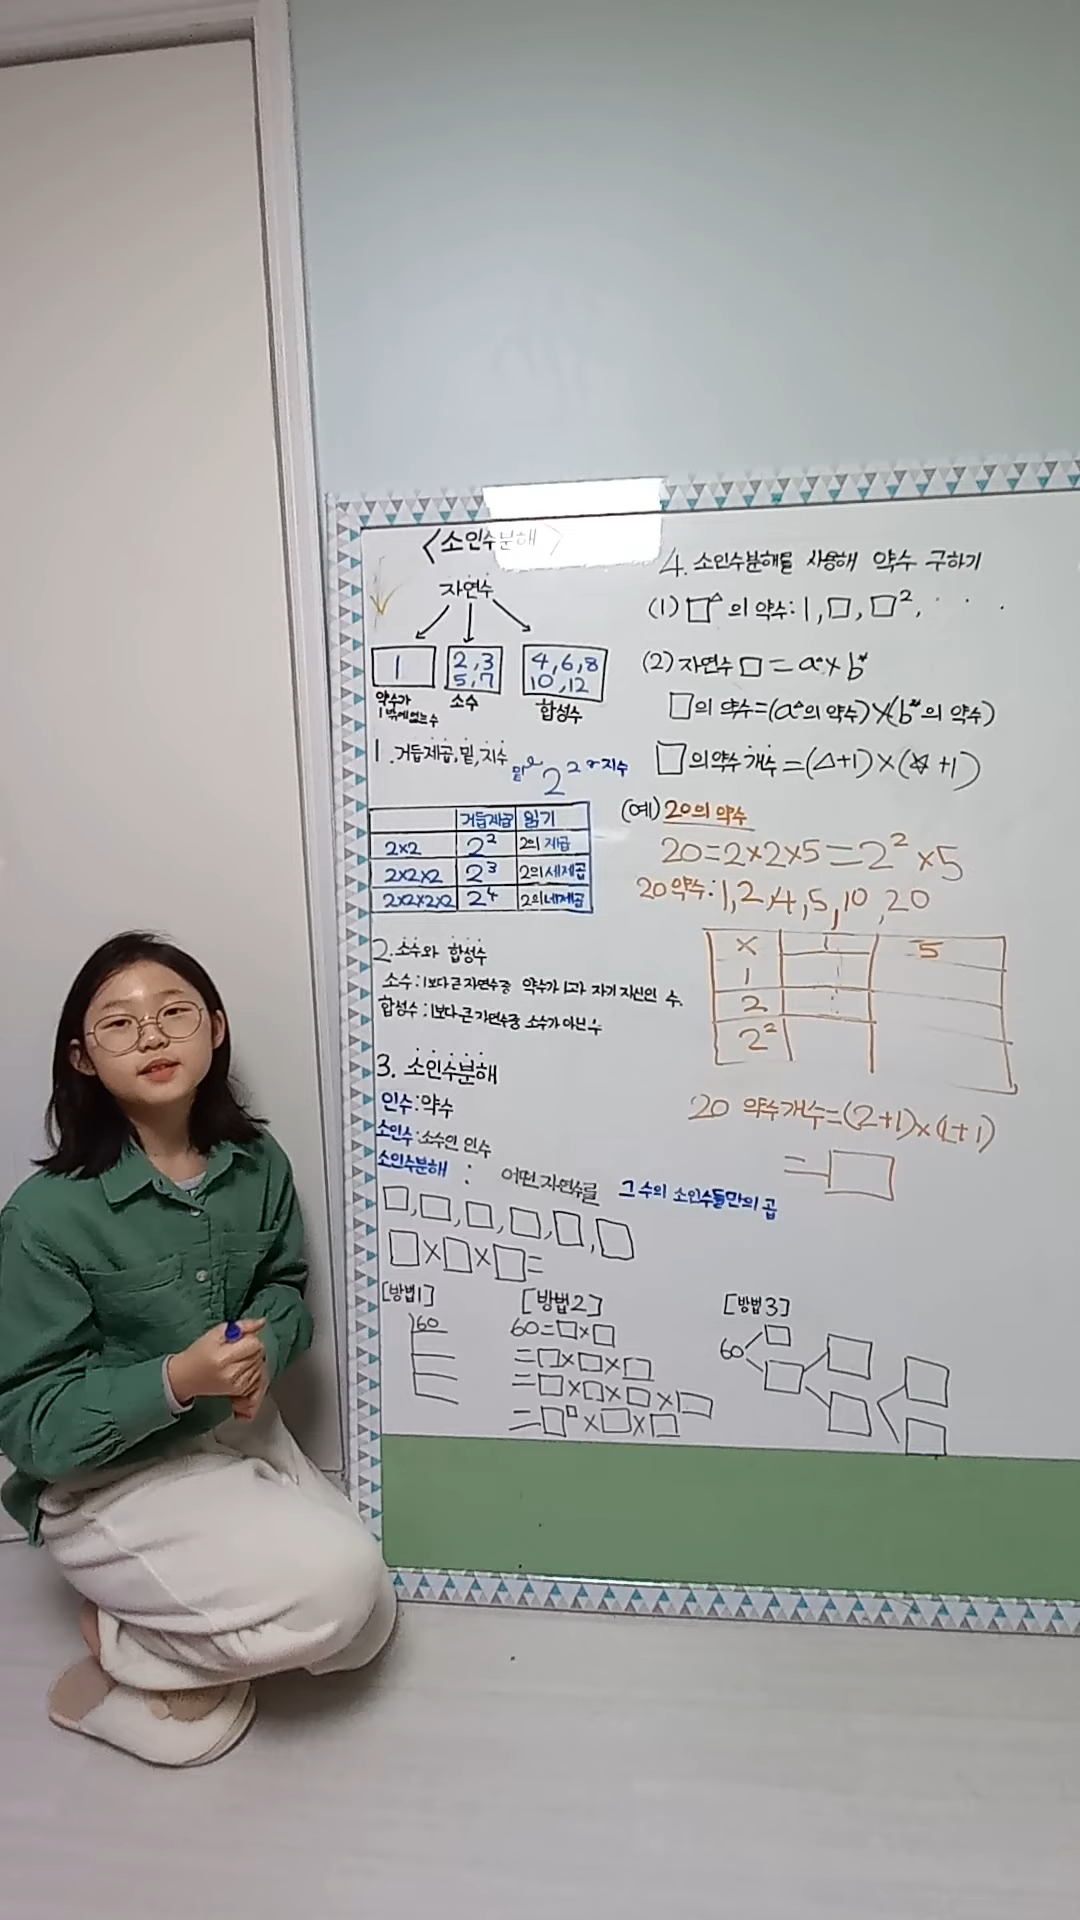 <소인수분해>
자연수
1
2,3
5,7
4,6,8
10,12
약수가
1밖에없는수
소수
합성수
1. 거듭제곱, 밑, 지수
밑 2² 지수
거듭제곱 읽기
2×2 2² 2의 제곱
2×2×2 2³ 2의 세제곱
2×2×2×2 2⁴ 2의 네제곱
2. 소수와 합성수
소수 : 1보다 큰 자연수중 약수가 1과 자기 자신인 수.
합성수 : 1보다 큰 자연수중 소수가 아닌 수
3. 소인수분해
인수 : 약수
소인수 : 소수인 인수
소인수분해 : 어떤 자연수를 그 수의 소인수들만의 곱
□, □, □, □, □, □
□×□×□=
[방법1]
60
[방법2]
60=□×□
=□×□×□
=□×□×□×□
=□□×□×□
[방법3]
60
4. 소인수분해를 사용해 약수 구하기
(1) □△ 의 약수 : 1, □, □², · · ·
(2) 자연수 □ = a△×b☆
□의 약수=(a△의 약수)×(b☆의 약수)
□의 약수 개수=(△+1)×(☆+1)
(예) 20의 약수
20=2×2×5=2²×5
20 약수 : 1,2,4,5,10,20
× 1 5
1
2
2²
20 약수개수=(2+1)×(1+1)
=□